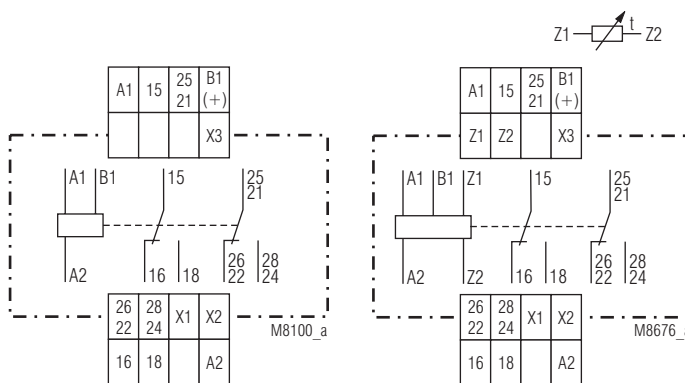 Z1 t Z2
A1 15 25 21 B1 (+)
X3
A1 B1 15 25 21
A2 16 18 26 22 28 24
26 22 28 24 X1 X2
M8100_a
16 18 A2
A1 15 25 21 B1 (+)
Z1 Z2 X3
A1 B1 Z1 15 25 21
A2 Z2 16 18 26 22 28 24
26 22 28 24 X1 X2
M8676_a
16 18 A2